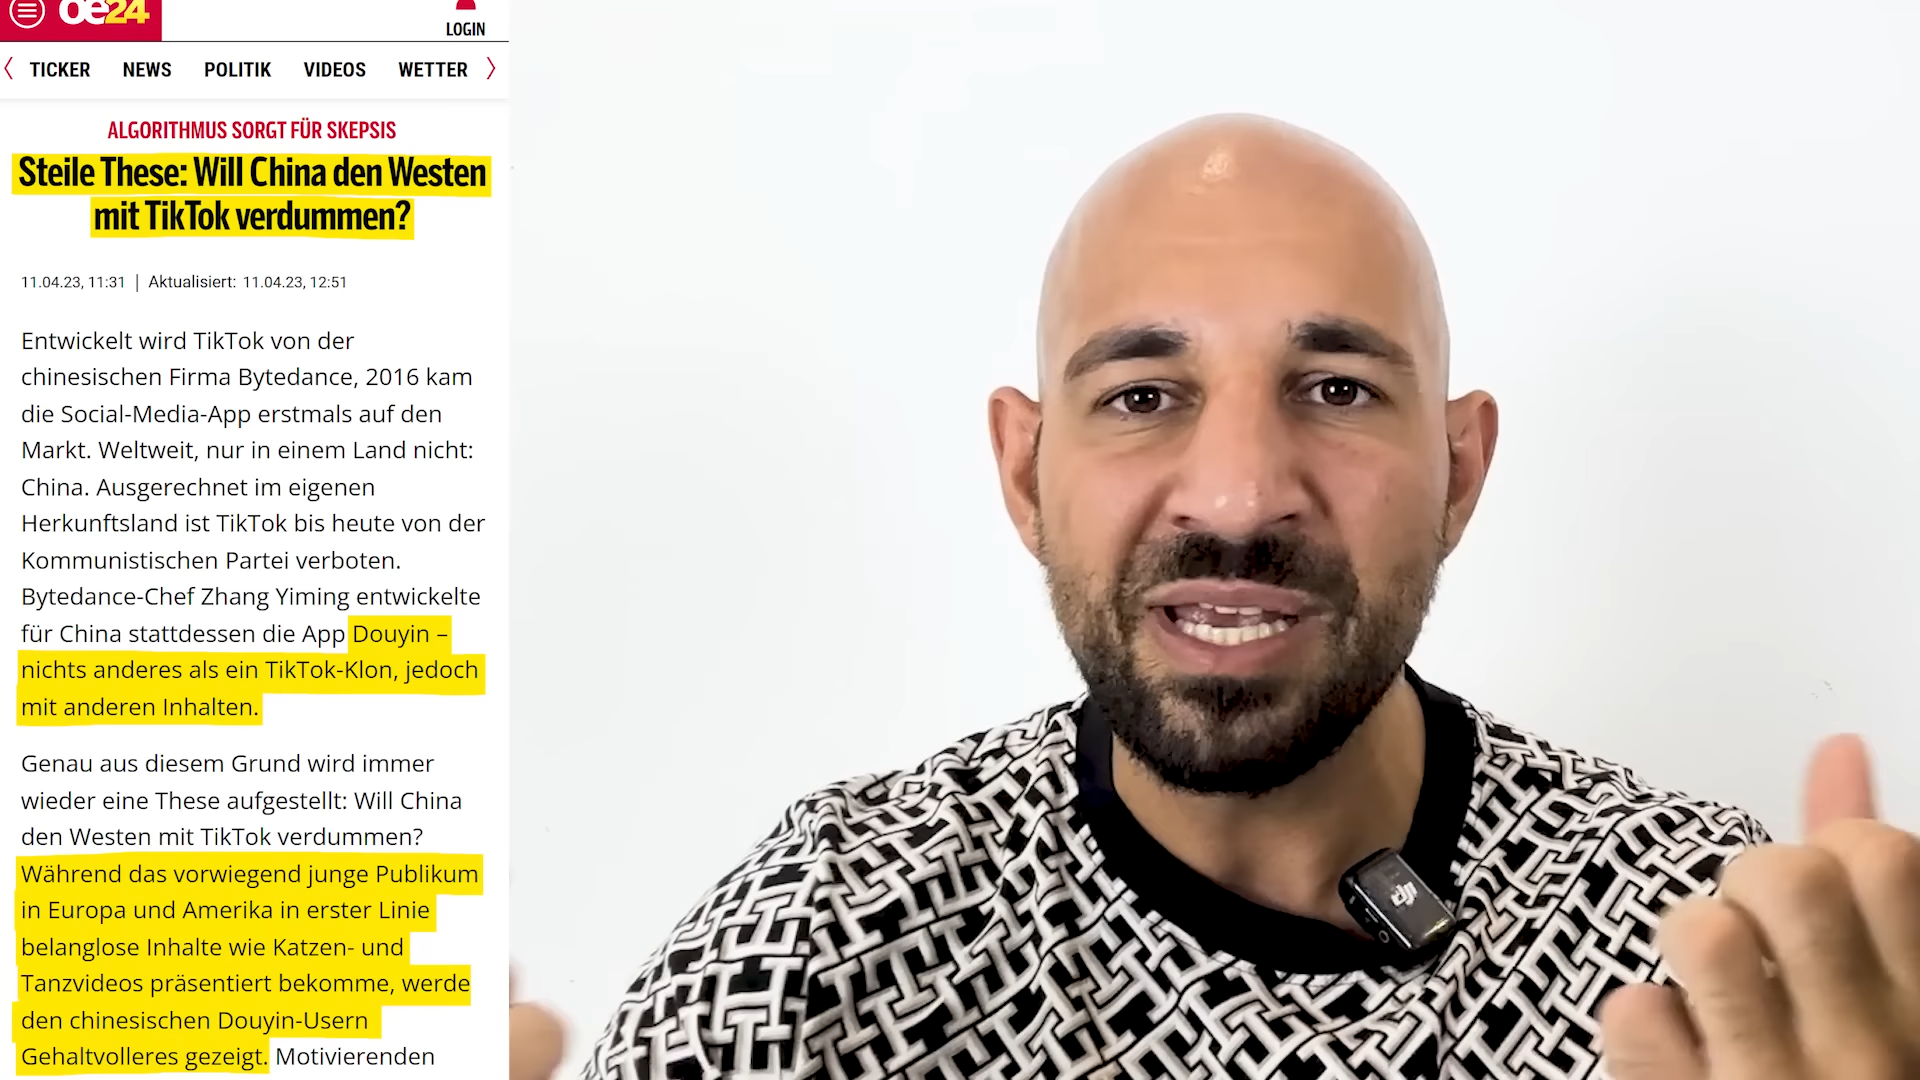 oe24
LOGIN
TICKER NEWS POLITIK VIDEOS WETTER
ALGORITHMUS SORGT FÜR SKEPSIS
Steile These: Will China den Westen
mit TikTok verdummen?
11.04.23, 11:31 | Aktualisiert: 11.04.23, 12:51
Entwickelt wird TikTok von der
chinesischen Firma Bytedance, 2016 kam
die Social-Media-App erstmals auf den
Markt. Weltweit, nur in einem Land nicht:
China. Ausgerechnet im eigenen
Herkunftsland ist TikTok bis heute von der
Kommunistischen Partei verboten.
Bytedance-Chef Zhang Yiming entwickelte
für China stattdessen die App Douyin –
nichts anderes als ein TikTok-Klon, jedoch
mit anderen Inhalten.
Genau aus diesem Grund wird immer
wieder eine These aufgestellt: Will China
den Westen mit TikTok verdummen?
Während das vorwiegend junge Publikum
in Europa und Amerika in erster Linie
belanglose Inhalte wie Katzen- und
Tanzvideos präsentiert bekomme, werde
den chinesischen Douyin-Usern
Gehaltvolleres gezeigt. Motivierenden
dji